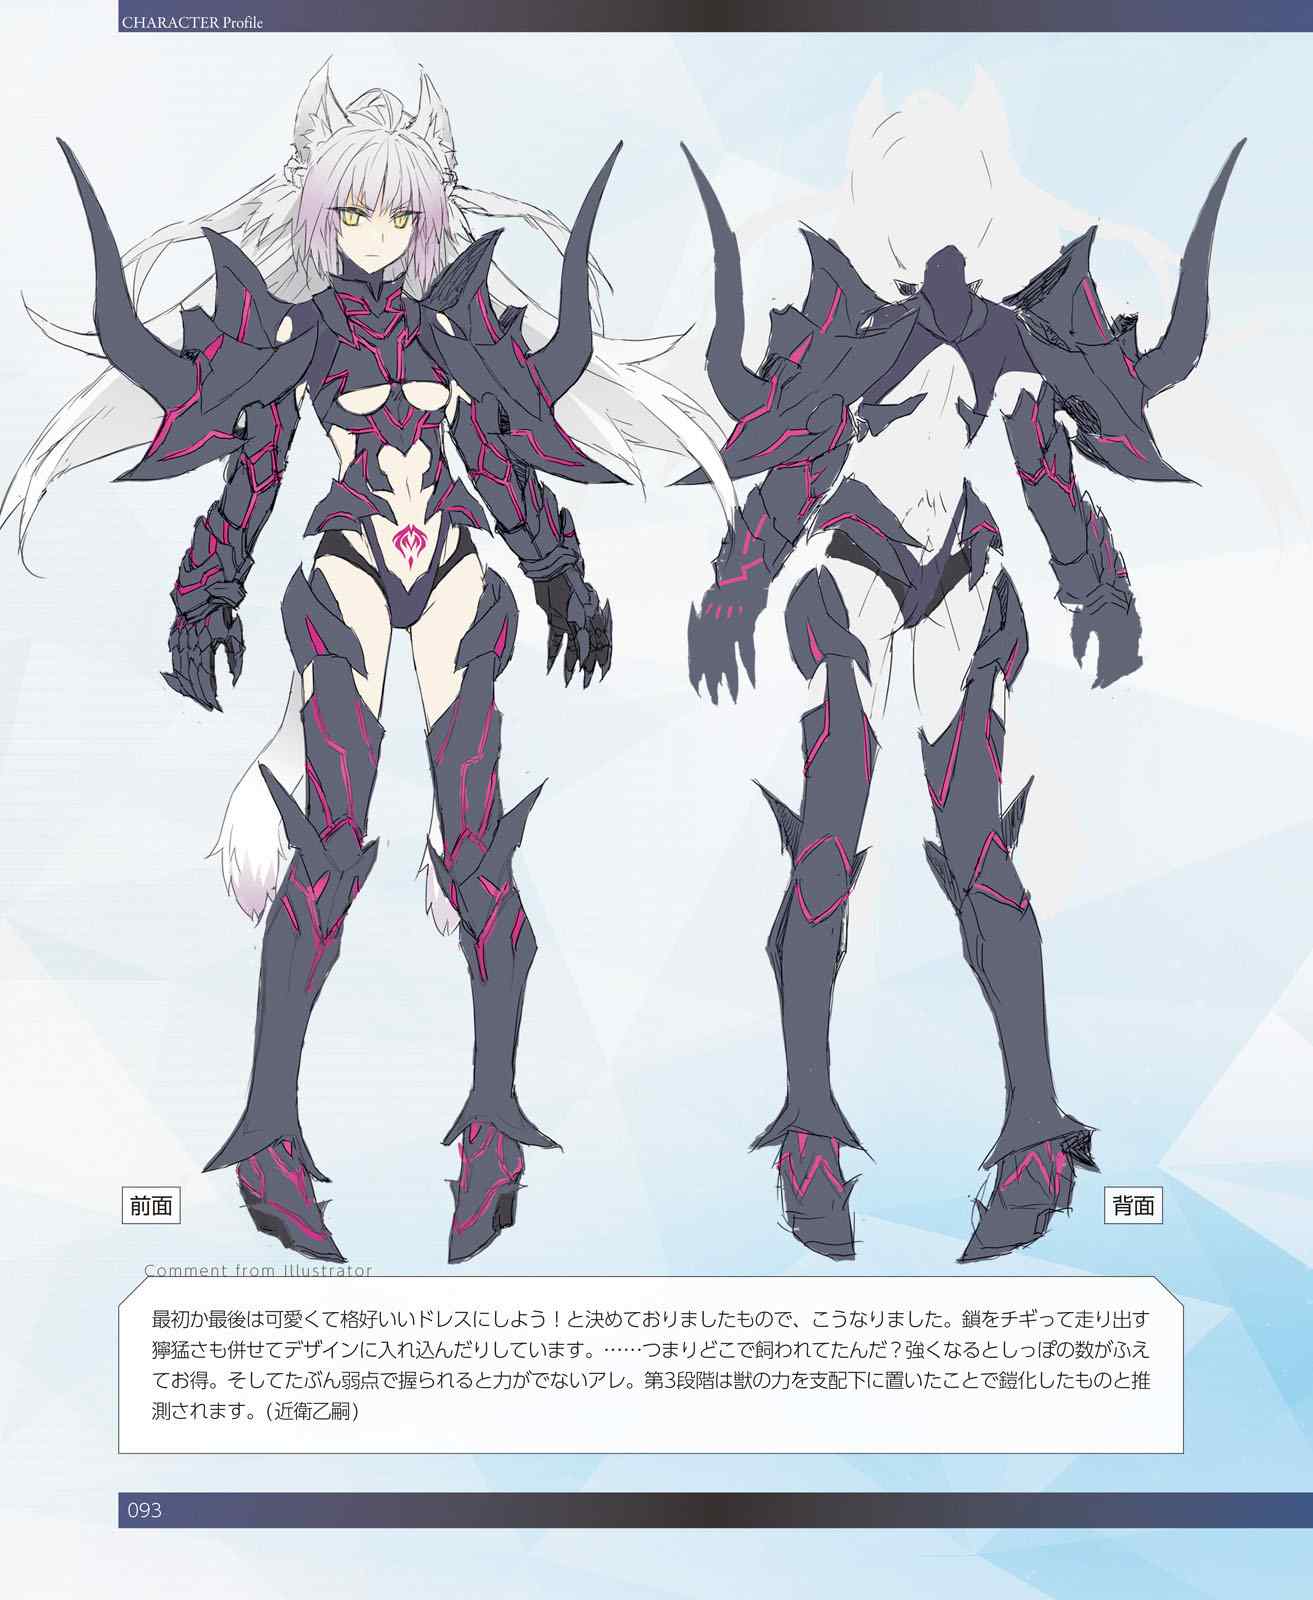 CHARACTER Profile
前面
背面
Comment from Illustrator
最初か最後は可愛くて格好いいドレスにしよう！と決めておりましたもので、こうなりました。鎖をチギって走り出す
獰猛さも併せてデザインに入れ込んだりしています。……つまりどこで飼われてたんだ？強くなるとしっぽの数がふえ
てお得。そしてたぶん弱点で握られると力がでないアレ。第3段階は獣の力を支配下に置いたことで鎧化したものと推
測されます。(近衛乙嗣)
093